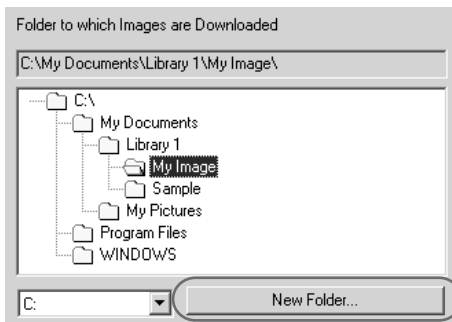 Folder to which Images are Downloaded
C:\My Documents\Library 1\My Image\
C:\
My Documents
Library 1
My Image
Sample
My Pictures
Program Files
WINDOWS
C: New Folder...